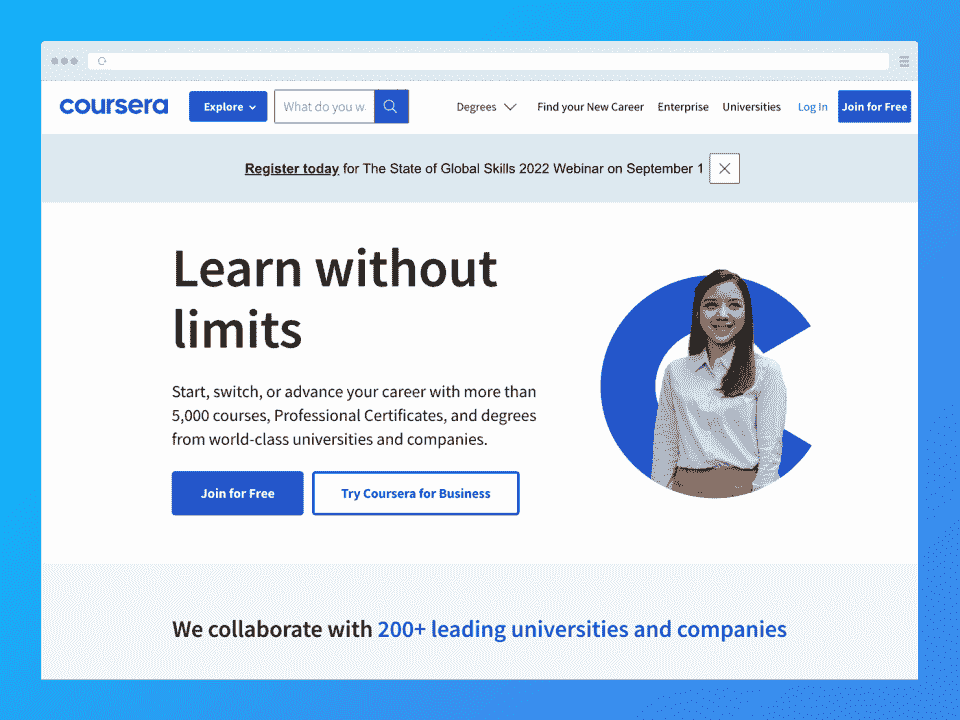 coursera Explore What do you w Degrees Find your New Career Enterprise Universities Log In Join for Free
Register today for The State of Global Skills 2022 Webinar on September 1
Learn without
limits
Start, switch, or advance your career with more than
5,000 courses, Professional Certificates, and degrees
from world-class universities and companies.
Join for Free Try Coursera for Business
We collaborate with 200+ leading universities and companies